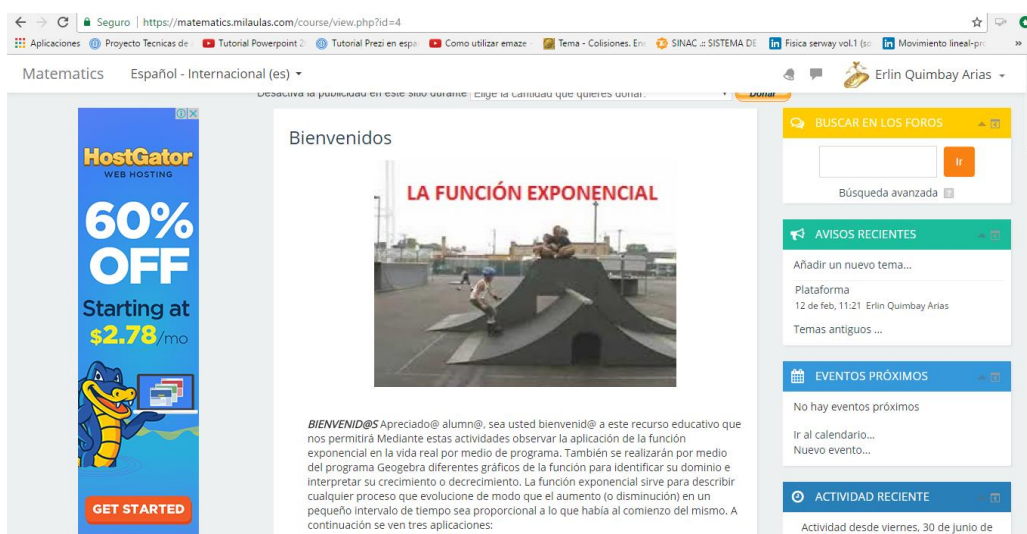 Seguro | https://matematics.milaulas.com/course/view.php?id=4
Aplicaciones Proyecto Tecnicas de Tutorial Powerpoint 2 Tutorial Prezi en espa Como utilizar emaze Tema - Colisiones. En SINAC .:: SISTEMA DE Fisica serway vol.1 (so Movimiento lineal-pr »
Matematics Español - Internacional (es) Erlin Quimbay Arias
Desactiva la publicidad en este sitio durante Elige la cantidad que quieres donar. Donar
HostGator
WEB HOSTING
60%
OFF
Starting at
$2.78/mo
GET STARTED
Bienvenidos
LA FUNCIÓN EXPONENCIAL
BIENVENID@S Apreciado@ alumn@, sea usted bienvenid@ a este recurso educativo que
nos permitirá Mediante estas actividades observar la aplicación de la función
exponencial en la vida real por medio de programa. También se realizarán por medio
del programa Geogebra diferentes gráficos de la función para identificar su dominio e
interpretar su crecimiento o decrecimiento. La función exponencial sirve para describir
cualquier proceso que evolucione de modo que el aumento (o disminución) en un
pequeño intervalo de tiempo sea proporcional a lo que había al comienzo del mismo. A
continuación se ven tres aplicaciones:
BUSCAR EN LOS FOROS
Ir
Búsqueda avanzada
AVISOS RECIENTES
Añadir un nuevo tema...
Plataforma
12 de feb, 11:21 Erlin Quimbay Arias
Temas antiguos ...
EVENTOS PRÓXIMOS
No hay eventos próximos
Ir al calendario...
Nuevo evento...
ACTIVIDAD RECIENTE
Actividad desde viernes, 30 de junio de